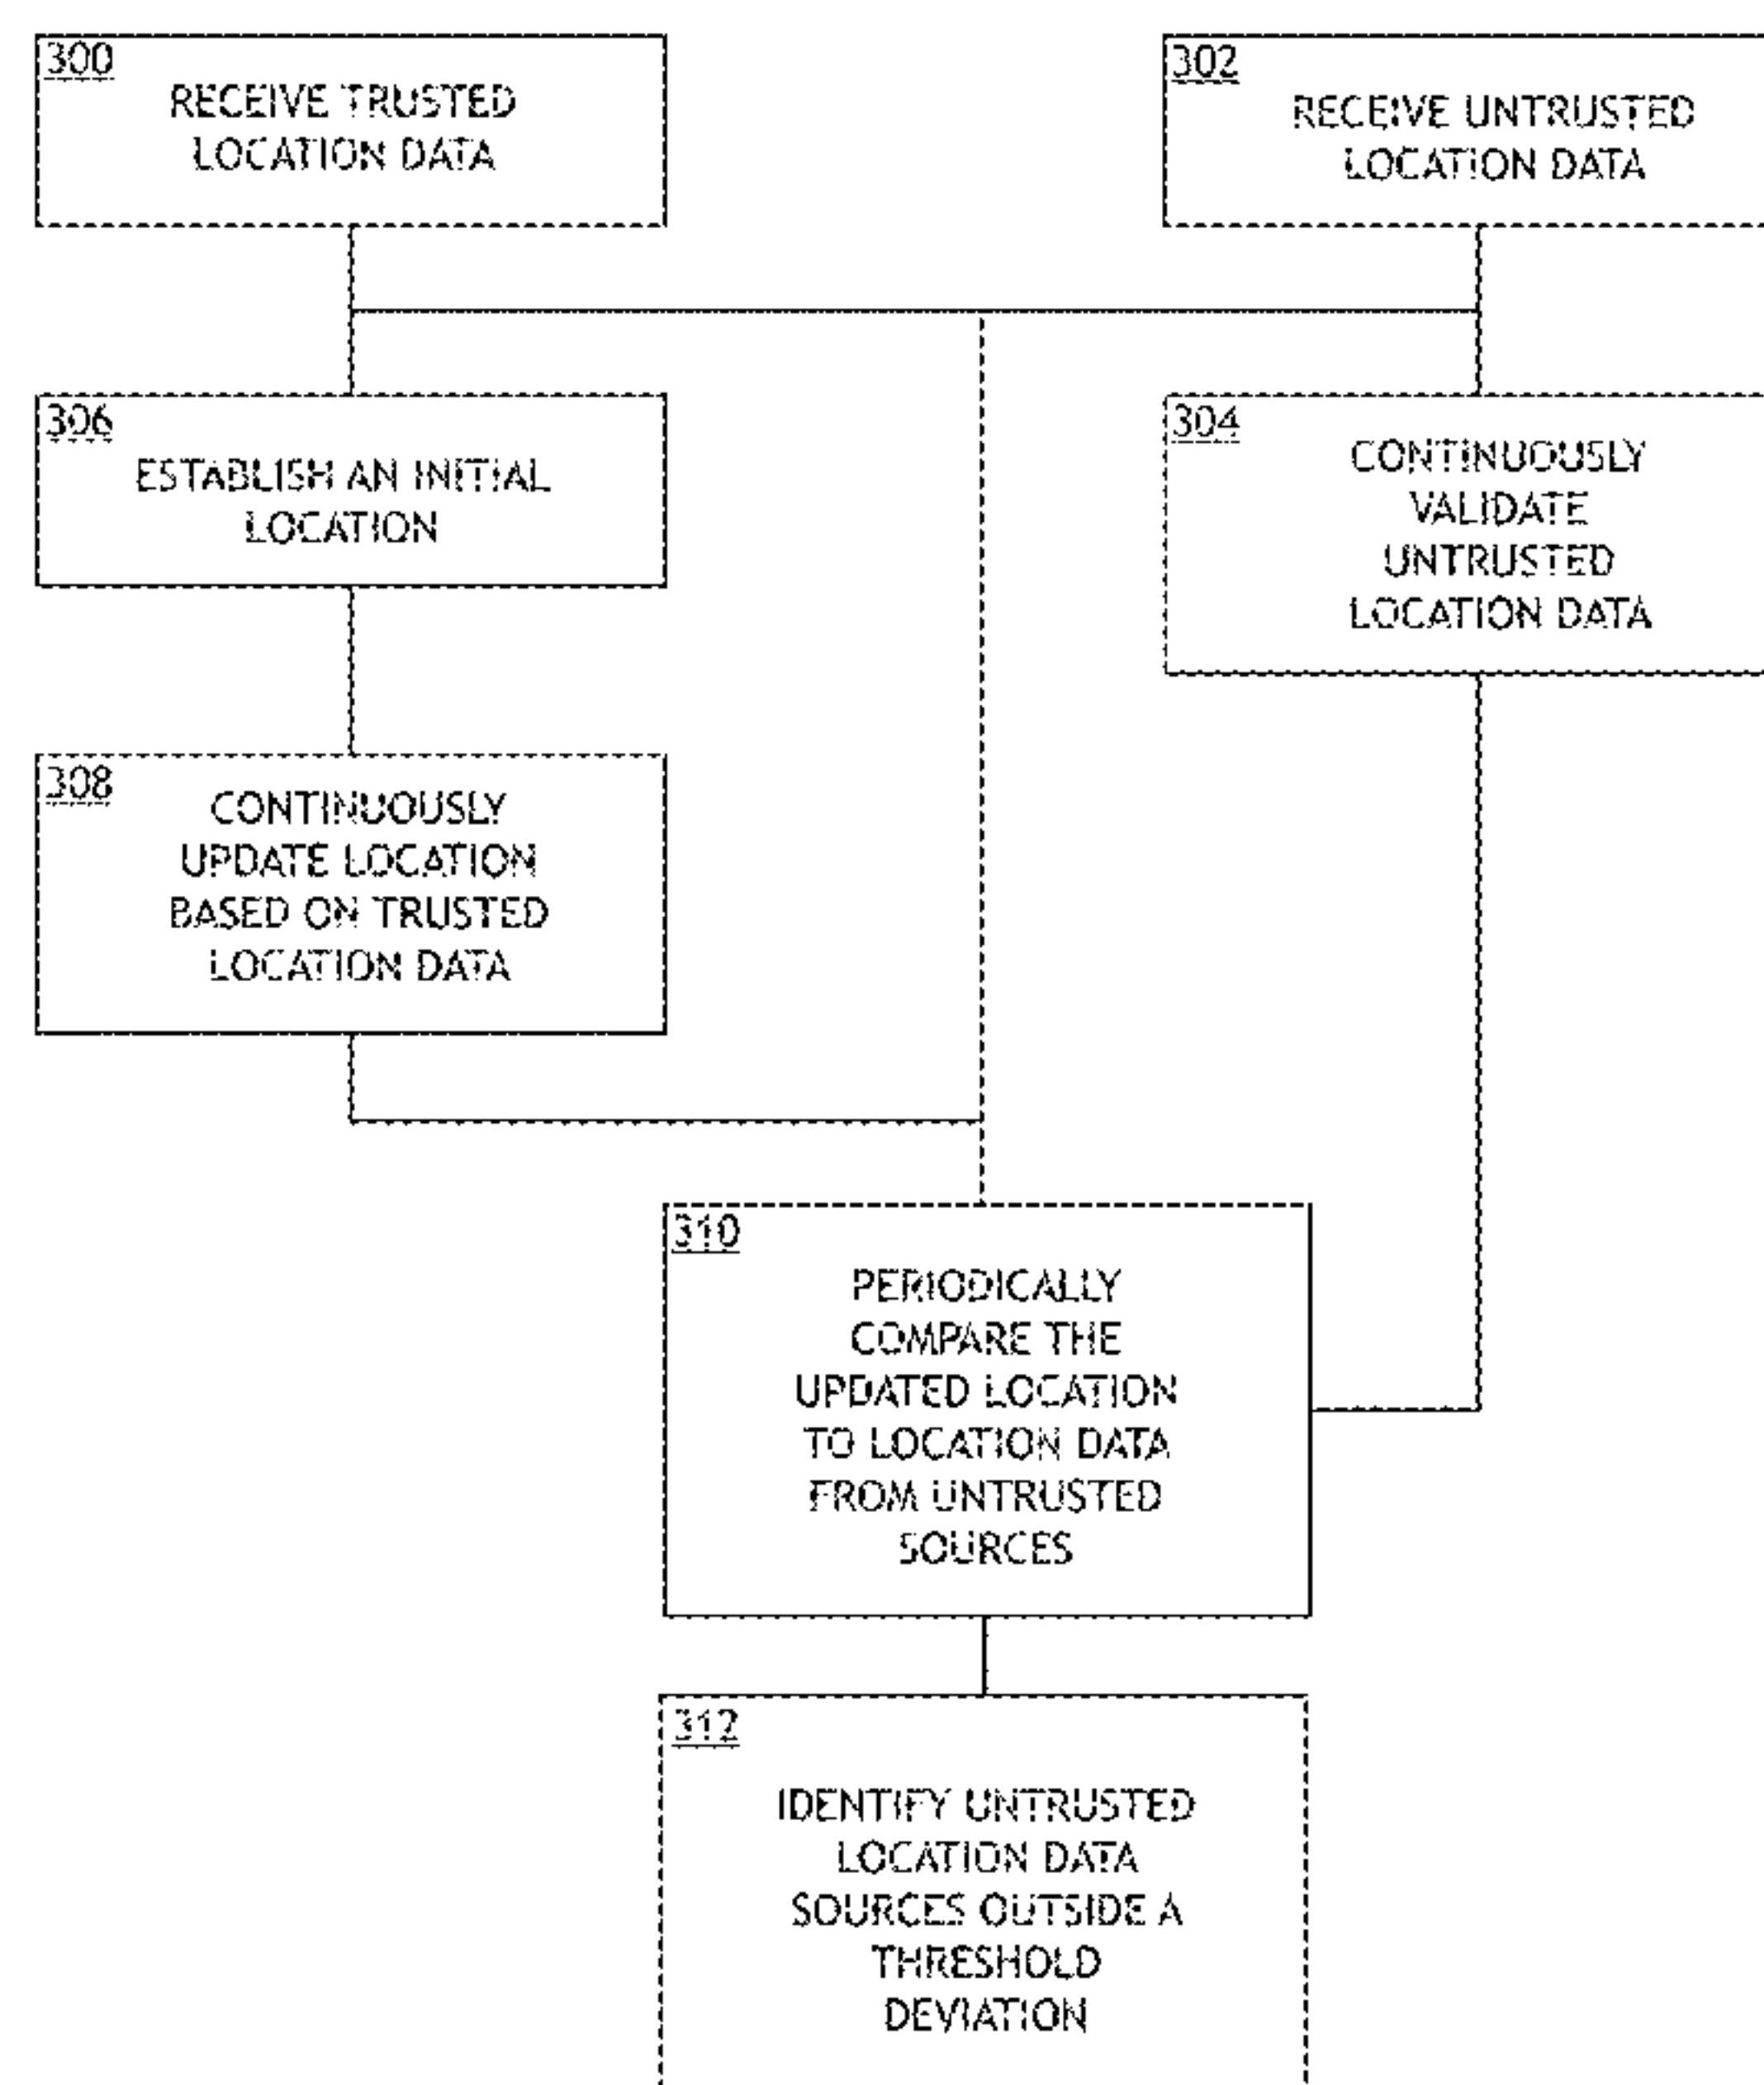 300
RECEIVE TRUSTED
LOCATION DATA
302
RECEIVE UNTRUSTED
LOCATION DATA
306
ESTABLISH AN INITIAL
LOCATION
304
CONTINUOUSLY
VALIDATE
UNTRUSTED
LOCATION DATA
308
CONTINUOUSLY
UPDATE LOCATION
BASED ON TRUSTED
LOCATION DATA
310
PERIODICALLY
COMPARE THE
UPDATED LOCATION
TO LOCATION DATA
FROM UNTRUSTED
SOURCES
312
IDENTIFY UNTRUSTED
LOCATION DATA
SOURCES OUTSIDE A
THRESHOLD
DEVIATION